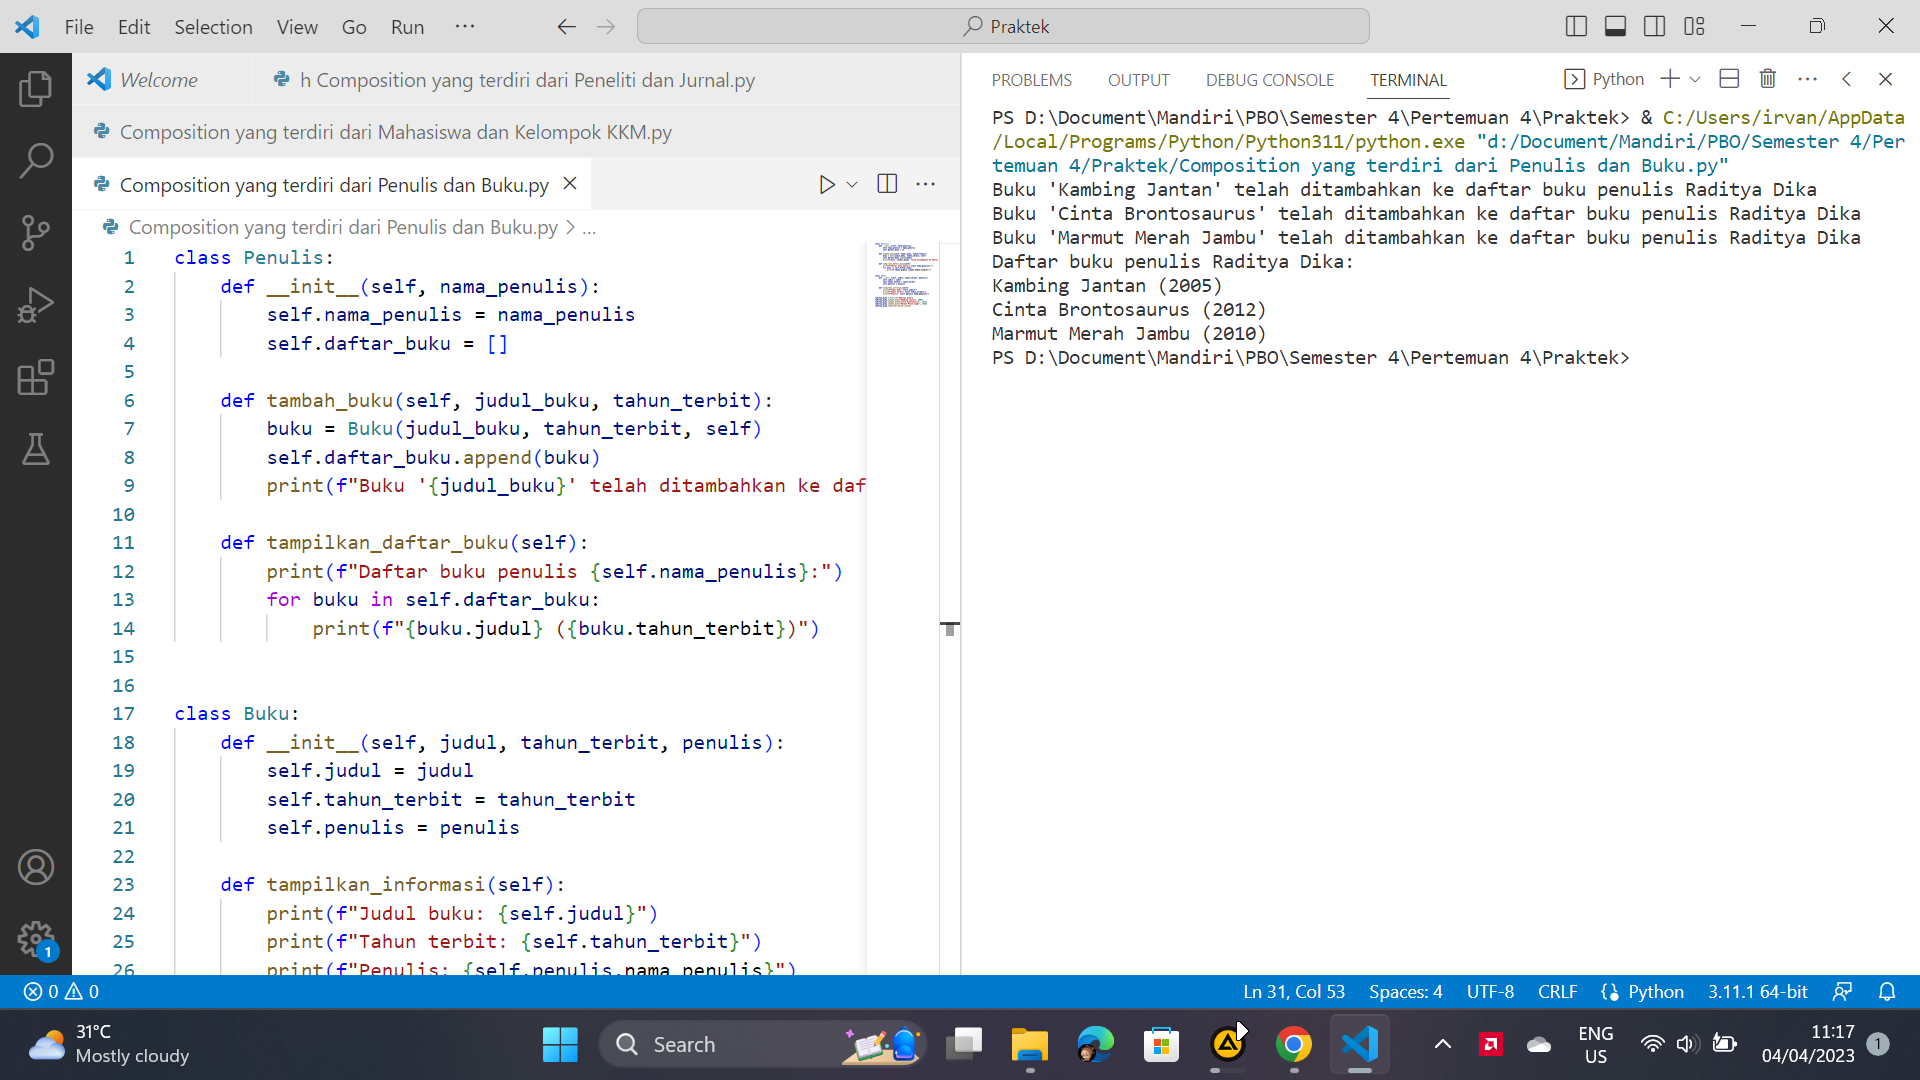 File Edit Selection View Go Run ···
Praktek
Welcome
h Composition yang terdiri dari Peneliti dan Jurnal.py
Composition yang terdiri dari Mahasiswa dan Kelompok KKM.py
Composition yang terdiri dari Penulis dan Buku.py
Composition yang terdiri dari Penulis dan Buku.py > ...
1 class Penulis:
2 def __init__(self, nama_penulis):
3 self.nama_penulis = nama_penulis
4 self.daftar_buku = []
5
6 def tambah_buku(self, judul_buku, tahun_terbit):
7 buku = Buku(judul_buku, tahun_terbit, self)
8 self.daftar_buku.append(buku)
9 print(f"Buku '{judul_buku}' telah ditambahkan ke daf
10
11 def tampilkan_daftar_buku(self):
12 print(f"Daftar buku penulis {self.nama_penulis}:")
13 for buku in self.daftar_buku:
14 print(f"{buku.judul} ({buku.tahun_terbit})")
15
16
17 class Buku:
18 def __init__(self, judul, tahun_terbit, penulis):
19 self.judul = judul
20 self.tahun_terbit = tahun_terbit
21 self.penulis = penulis
22
23 def tampilkan_informasi(self):
24 print(f"Judul buku: {self.judul}")
25 print(f"Tahun terbit: {self.tahun_terbit}")
26 print(f"Penulis: {self.penulis.nama_penulis}")
PROBLEMS OUTPUT DEBUG CONSOLE TERMINAL
Python
PS D:\Document\Mandiri\PBO\Semester 4\Pertemuan 4\Praktek> & C:/Users/irvan/AppData
/Local/Programs/Python/Python311/python.exe "d:/Document/Mandiri/PBO/Semester 4/Per
temuan 4/Praktek/Composition yang terdiri dari Penulis dan Buku.py"
Buku 'Kambing Jantan' telah ditambahkan ke daftar buku penulis Raditya Dika
Buku 'Cinta Brontosaurus' telah ditambahkan ke daftar buku penulis Raditya Dika
Buku 'Marmut Merah Jambu' telah ditambahkan ke daftar buku penulis Raditya Dika
Daftar buku penulis Raditya Dika:
Kambing Jantan (2005)
Cinta Brontosaurus (2012)
Marmut Merah Jambu (2010)
PS D:\Document\Mandiri\PBO\Semester 4\Pertemuan 4\Praktek>
1
0 0
Ln 31, Col 53 Spaces: 4 UTF-8 CRLF Python 3.11.1 64-bit
31°C
Mostly cloudy
Search
ENG
US
11:17
04/04/2023
1